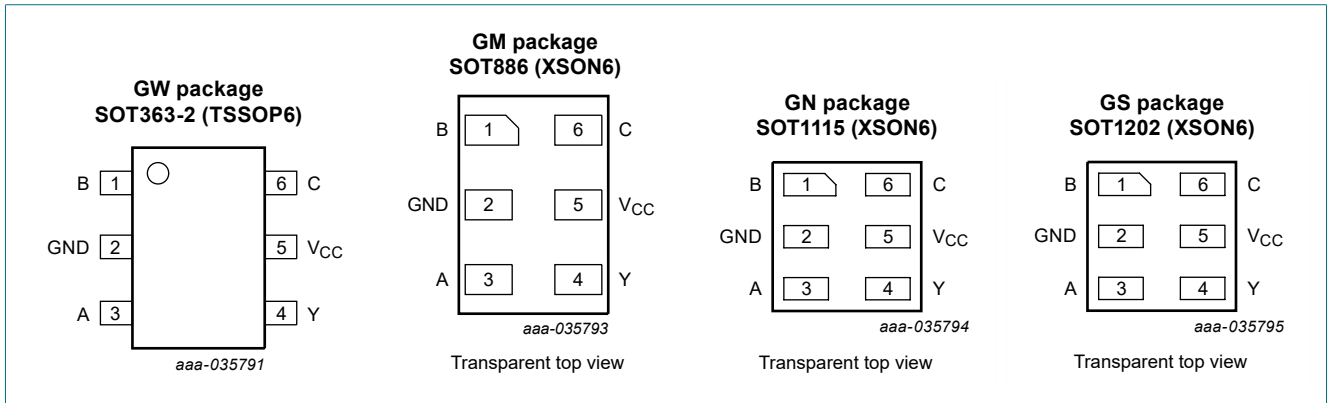 GW package
SOT363-2 (TSSOP6)
B 1 6 C
GND 2 5 VCC
A 3 4 Y
aaa-035791
GM package
SOT886 (XSON6)
B 1 6 C
GND 2 5 VCC
A 3 4 Y
aaa-035793
Transparent top view
GN package
SOT1115 (XSON6)
B 1 6 C
GND 2 5 VCC
A 3 4 Y
aaa-035794
Transparent top view
GS package
SOT1202 (XSON6)
B 1 6 C
GND 2 5 VCC
A 3 4 Y
aaa-035795
Transparent top view